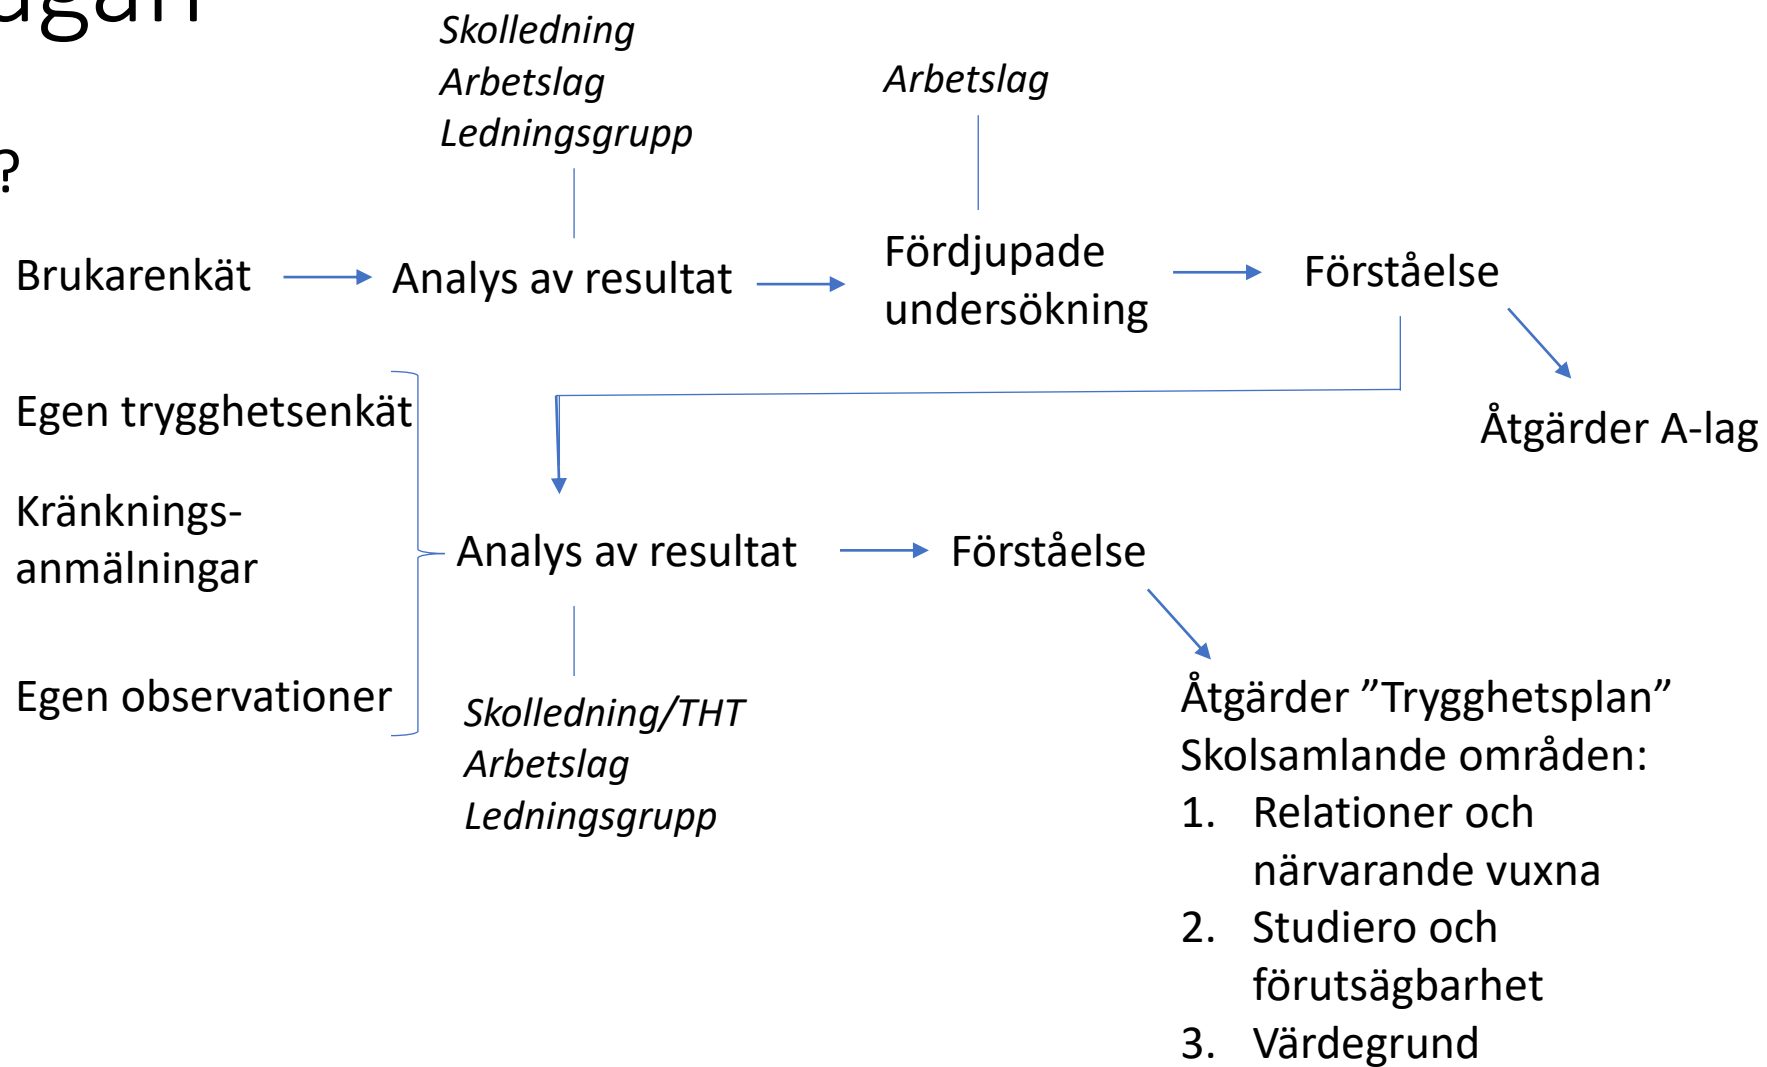 ?
Skolledning
Arbetslag
Ledningsgrupp
Arbetslag
Brukarenkät
Analys av resultat
Fördjupade
undersökning
Förståelse
Åtgärder A-lag
Egen trygghetsenkät
Kränknings-
anmälningar
Egen observationer
Analys av resultat
Förståelse
Skolledning/THT
Arbetslag
Ledningsgrupp
Åtgärder ”Trygghetsplan”
Skolsamlande områden:
1. Relationer och
närvarande vuxna
2. Studiero och
förutsägbarhet
3. Värdegrund